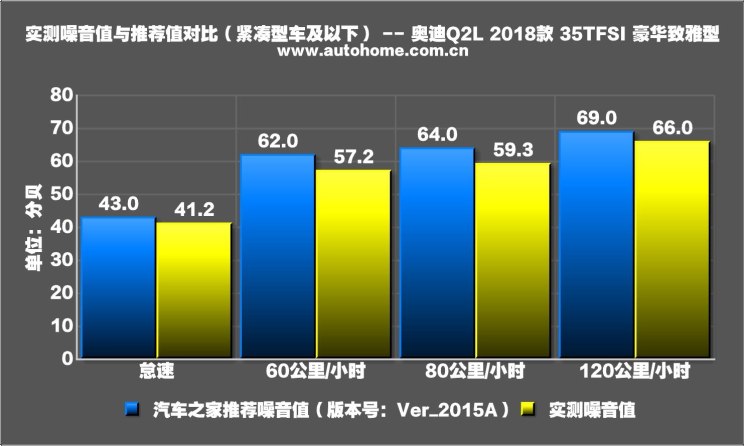 实测噪音值与推荐值对比（紧凑型车及以下） -- 奥迪Q2L 2018款 35TFSI 豪华致雅型
www.autohome.com.cn
单位：分贝
80
70
60
50
40
30
20
10
0
43.0 41.2 62.0 57.2 64.0 59.3 69.0 66.0
怠速 60公里/小时 80公里/小时 120公里/小时
汽车之家推荐噪音值（版本号：Ver_2015A） 实测噪音值